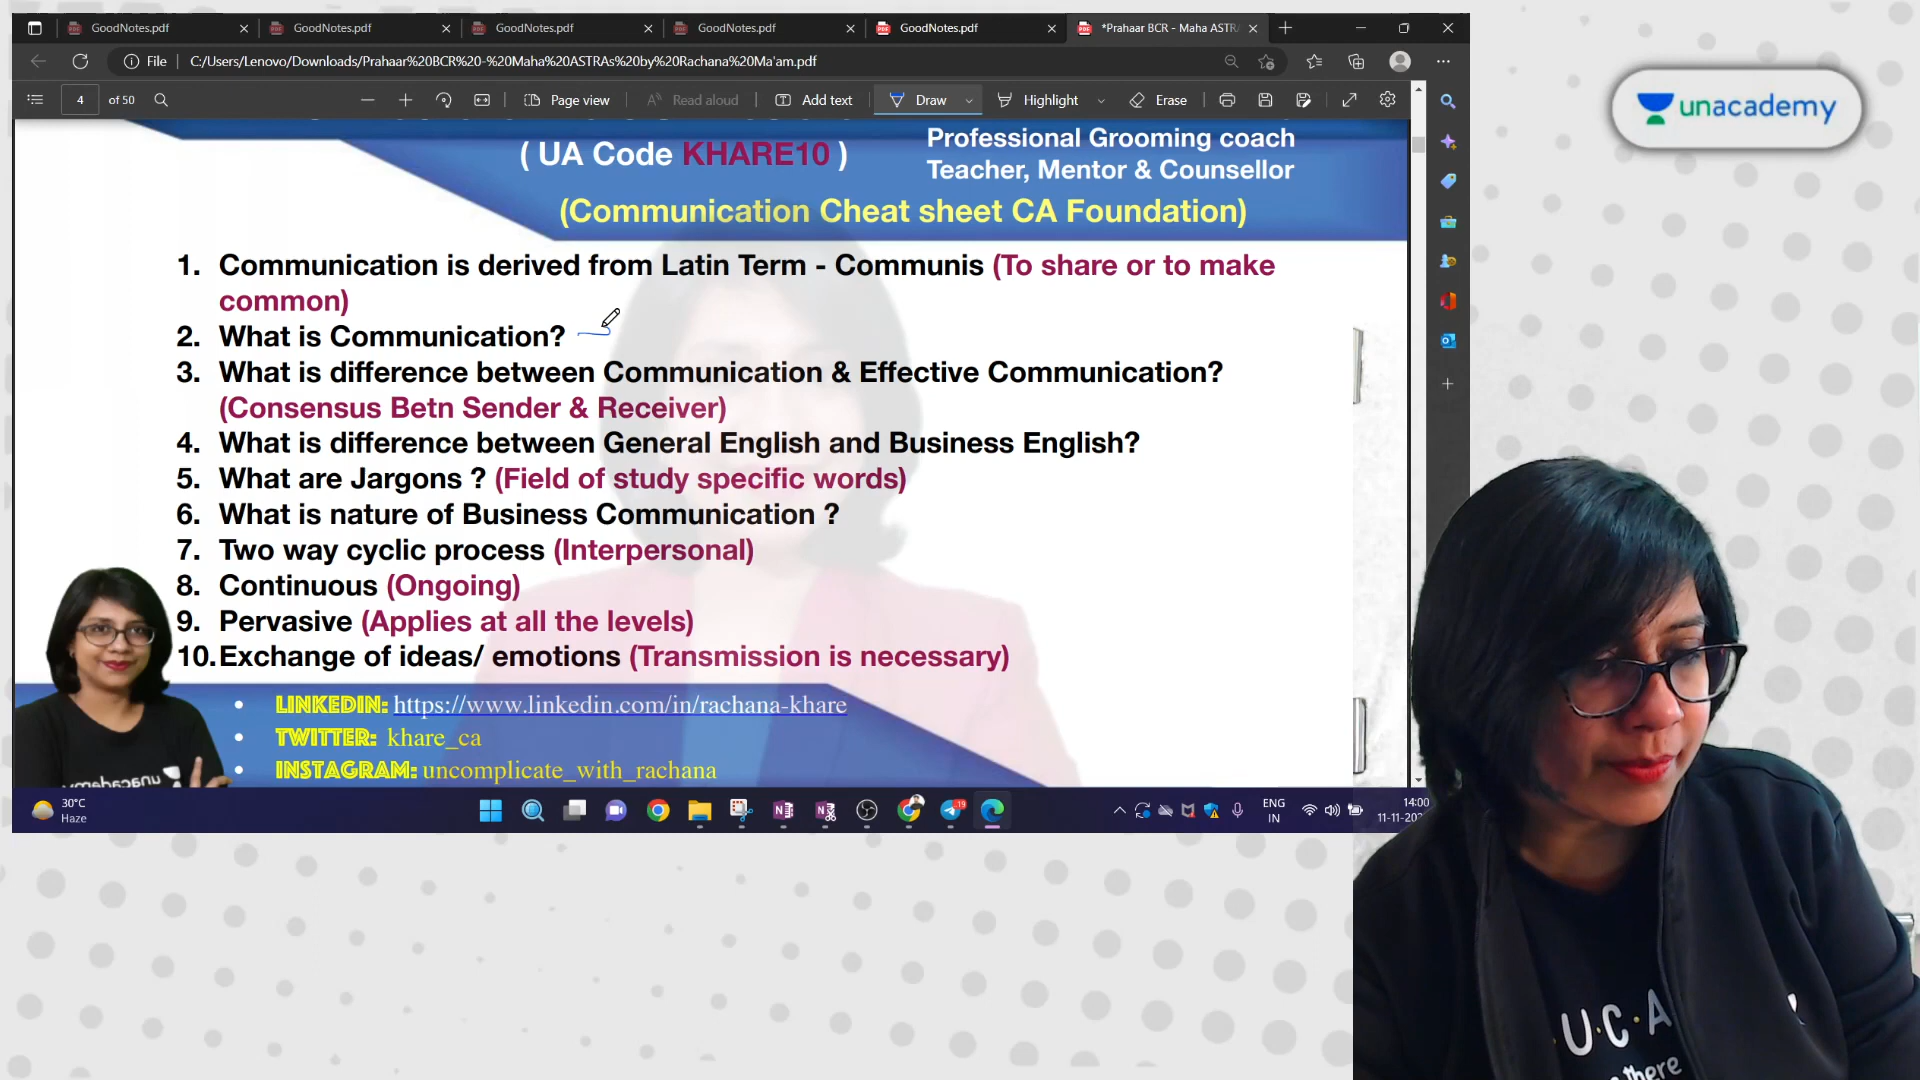 GoodNotes.pdf
GoodNotes.pdf
GoodNotes.pdf
GoodNotes.pdf
GoodNotes.pdf
*Prahaar BCR - Maha ASTR
File
C:/Users/Lenovo/Downloads/Prahaar%20BCR%20-%20Maha%20ASTRAs%20by%20Rachana%20Ma'am.pdf
4 of 50
Page view
Read aloud
Add text
Draw
Highlight
Erase
unacademy
( UA Code KHARE10 )
Professional Grooming coach
Teacher, Mentor & Counsellor
(Communication Cheat sheet CA Foundation)
1. Communication is derived from Latin Term - Communis (To share or to make
common)
2. What is Communication?
3. What is difference between Communication & Effective Communication?
(Consensus Betn Sender & Receiver)
4. What is difference between General English and Business English?
5. What are Jargons ? (Field of study specific words)
6. What is nature of Business Communication ?
7. Two way cyclic process (Interpersonal)
8. Continuous (Ongoing)
9. Pervasive (Applies at all the levels)
10. Exchange of ideas/ emotions (Transmission is necessary)
• LINKEDIN: https://www.linkedin.com/in/rachana-khare
• TWITTER: khare_ca
• INSTAGRAM: uncomplicate_with_rachana
30°C
Haze
19
ENG
IN
14:00
11-11-20
U·C·A
there